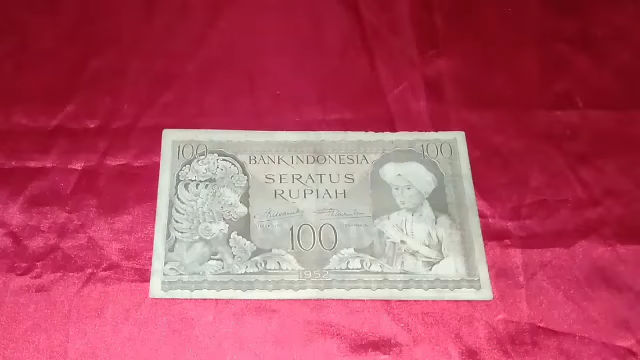 100 BANK INDONESIA 100
SERATUS
RUPIAH
100
1952